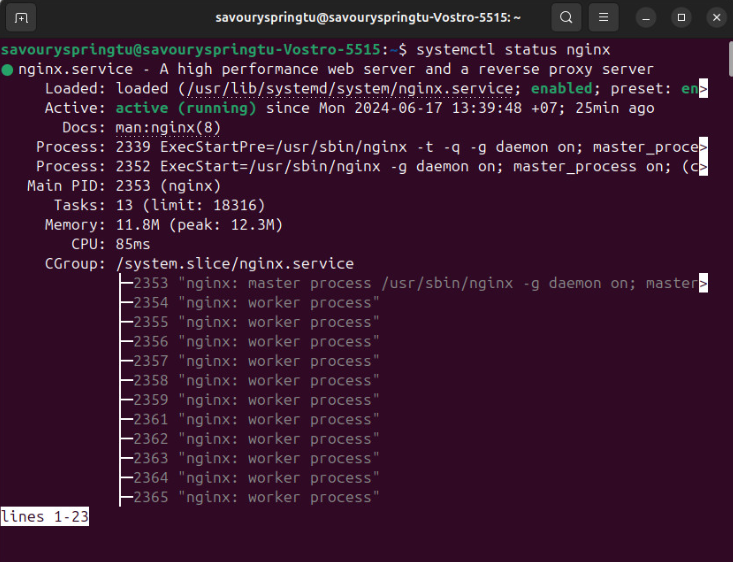 savouryspringtu@savouryspringtu-Vostro-5515: ~
savouryspringtu@savouryspringtu-Vostro-5515:~$ systemctl status nginx
● nginx.service - A high performance web server and a reverse proxy server
Loaded: loaded (/usr/lib/systemd/system/nginx.service; enabled; preset: en>
Active: active (running) since Mon 2024-06-17 13:39:48 +07; 25min ago
Docs: man:nginx(8)
Process: 2339 ExecStartPre=/usr/sbin/nginx -t -q -g daemon on; master_proce>
Process: 2352 ExecStart=/usr/sbin/nginx -g daemon on; master_process on; (c>
Main PID: 2353 (nginx)
Tasks: 13 (limit: 18316)
Memory: 11.8M (peak: 12.3M)
CPU: 85ms
CGroup: /system.slice/nginx.service
├─2353 "nginx: master process /usr/sbin/nginx -g daemon on; master>
├─2354 "nginx: worker process"
├─2355 "nginx: worker process"
├─2356 "nginx: worker process"
├─2357 "nginx: worker process"
├─2358 "nginx: worker process"
├─2359 "nginx: worker process"
├─2361 "nginx: worker process"
├─2362 "nginx: worker process"
├─2363 "nginx: worker process"
├─2364 "nginx: worker process"
├─2365 "nginx: worker process"
lines 1-23